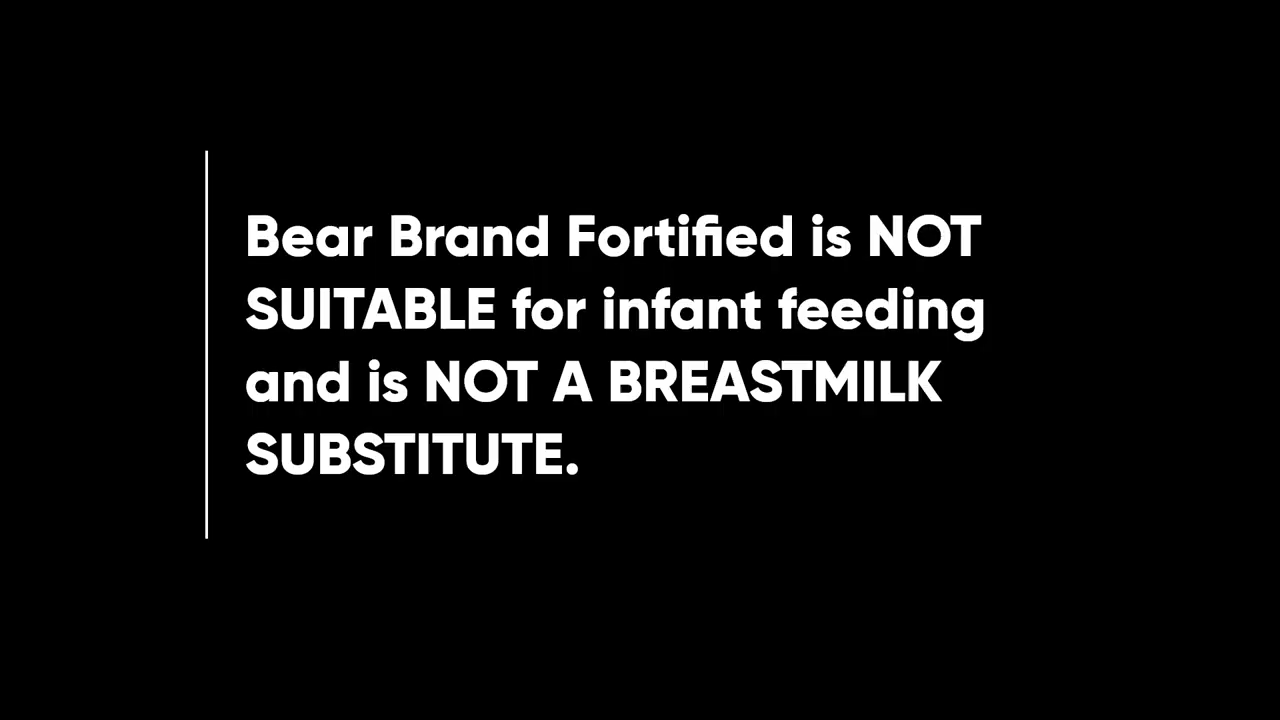 Bear Brand Fortified is NOT
SUITABLE for infant feeding
and is NOT A BREASTMILK
SUBSTITUTE.